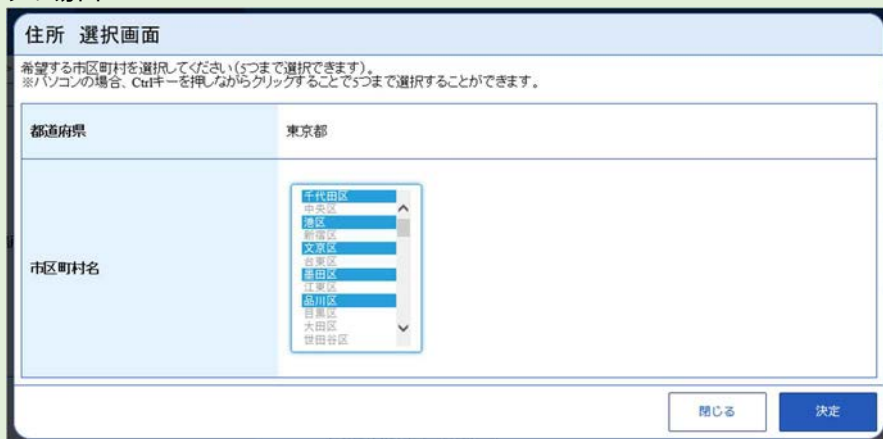 住所 選択画面
希望する市区町村を選択してください(5つまで選択できます)。
※パソコンの場合、Ctrlキーを押しながらクリックすることで5つまで選択することができます。
都道府県
東京都
市区町村名
千代田区
中央区
港区
新宿区
文京区
台東区
墨田区
江東区
品川区
目黒区
大田区
世田谷区
閉じる
決定